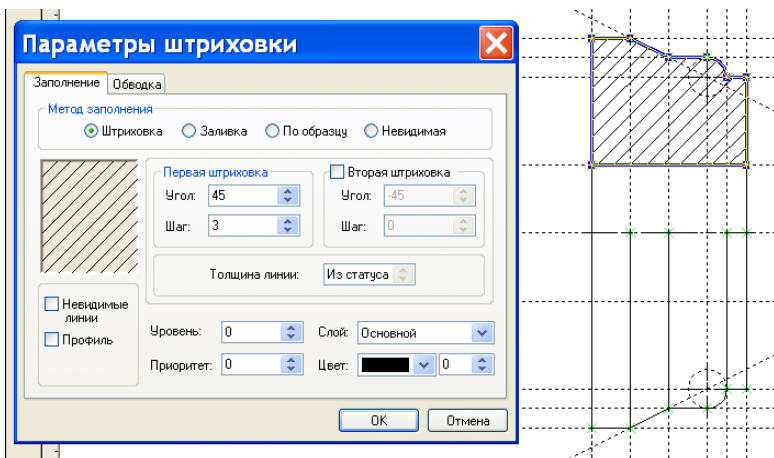 Параметры штриховки
Заполнение Обводка
Метод заполнения
Штриховка Заливка По образцу Невидимая
Первая штриховка Вторая штриховка
Угол: 45 Угол: -45
Шаг: 3 Шаг: 0
Толщина линии: Из статуса
Невидимые
линии
Профиль
Уровень: 0 Слой: Основной
Приоритет: 0 Цвет: 0
OK Отмена